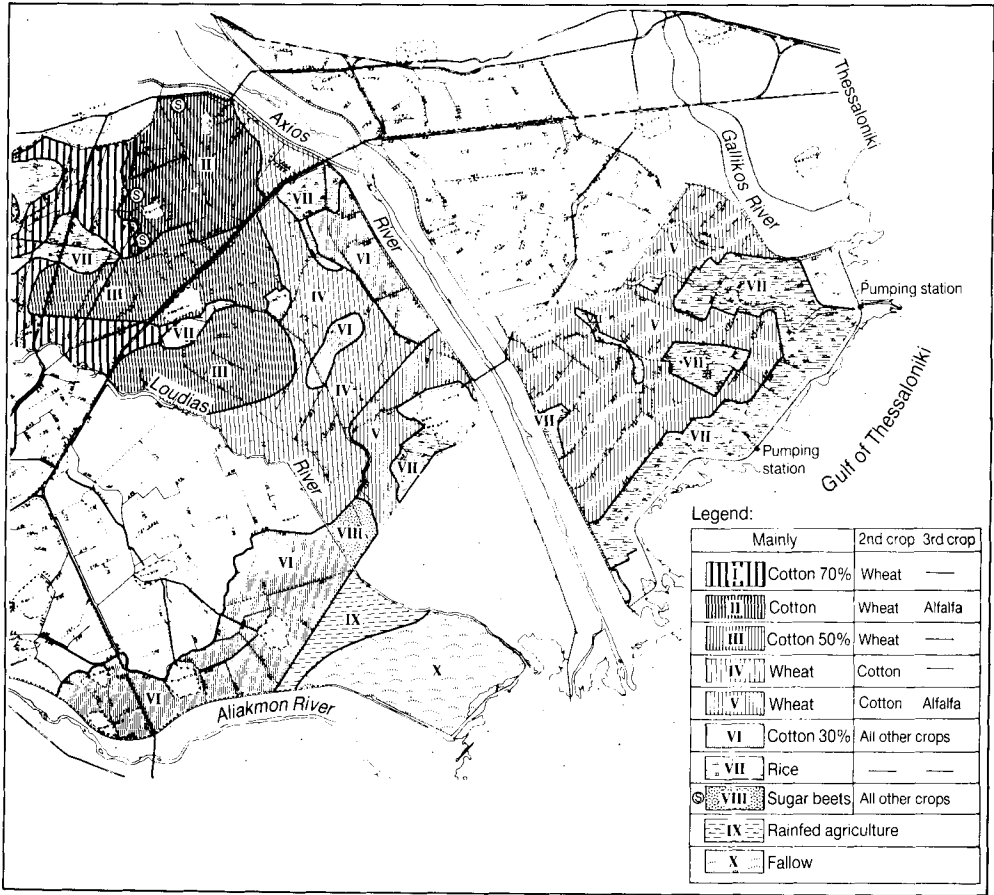 Thessaloniki
Axios
River
Gallikos River
S
S
S
II
VII
VI
V
VII
VII
III
IV
Pumping station
VII
VI
V
III
VII
IV
Loudias
River
V
VII
VII
VII
Pumping
station
Gulf of Thessaloniki
VIII
VI
IX
X
VI
Aliakmon River
Legend:
Mainly 2nd crop 3rd crop
I Cotton 70% Wheat —
II Cotton Wheat Alfalfa
III Cotton 50% Wheat —
IV Wheat Cotton —
V Wheat Cotton Alfalfa
VI Cotton 30% All other crops
VII Rice — —
S VIII Sugar beets All other crops
IX Rainfed agriculture
X Fallow